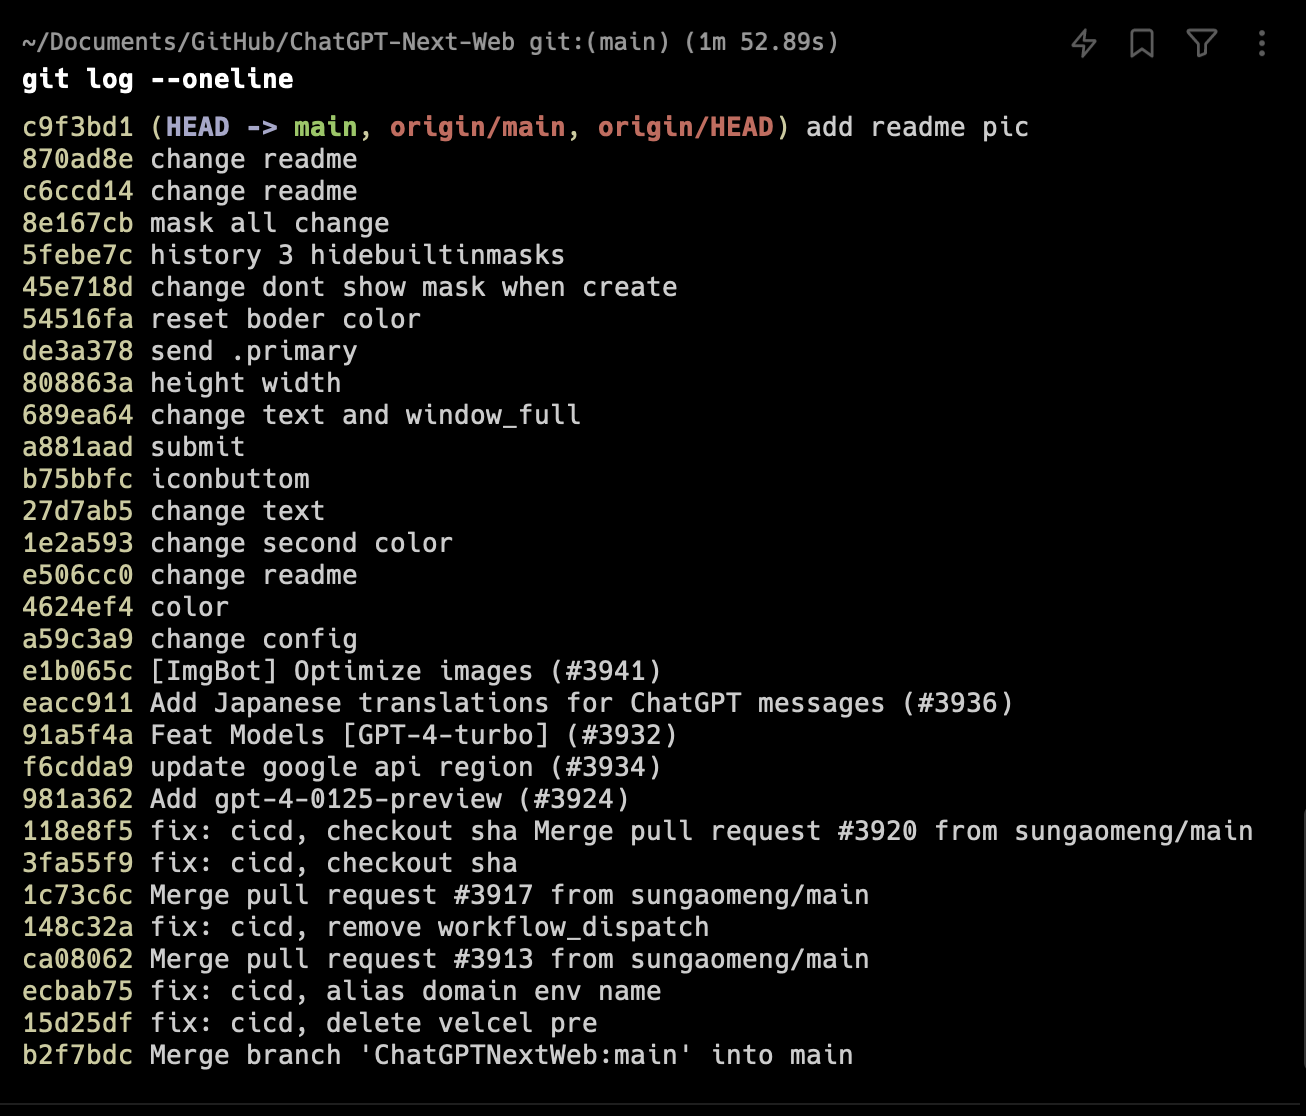 ~/Documents/GitHub/ChatGPT-Next-Web git:(main) (1m 52.89s)
git log --oneline
c9f3bd1 (HEAD -> main, origin/main, origin/HEAD) add readme pic
870ad8e change readme
c6ccd14 change readme
8e167cb mask all change
5febe7c history 3 hidebuiltinmasks
45e718d change dont show mask when create
54516fa reset boder color
de3a378 send .primary
808863a height width
689ea64 change text and window_full
a881aad submit
b75bbfc iconbuttom
27d7ab5 change text
1e2a593 change second color
e506cc0 change readme
4624ef4 color
a59c3a9 change config
e1b065c [ImgBot] Optimize images (#3941)
eacc911 Add Japanese translations for ChatGPT messages (#3936)
91a5f4a Feat Models [GPT-4-turbo] (#3932)
f6cdda9 update google api region (#3934)
981a362 Add gpt-4-0125-preview (#3924)
118e8f5 fix: cicd, checkout sha Merge pull request #3920 from sungaomeng/main
3fa55f9 fix: cicd, checkout sha
1c73c6c Merge pull request #3917 from sungaomeng/main
148c32a fix: cicd, remove workflow_dispatch
ca08062 Merge pull request #3913 from sungaomeng/main
ecbab75 fix: cicd, alias domain env name
15d25df fix: cicd, delete velcel pre
b2f7bdc Merge branch 'ChatGPTNextWeb:main' into main